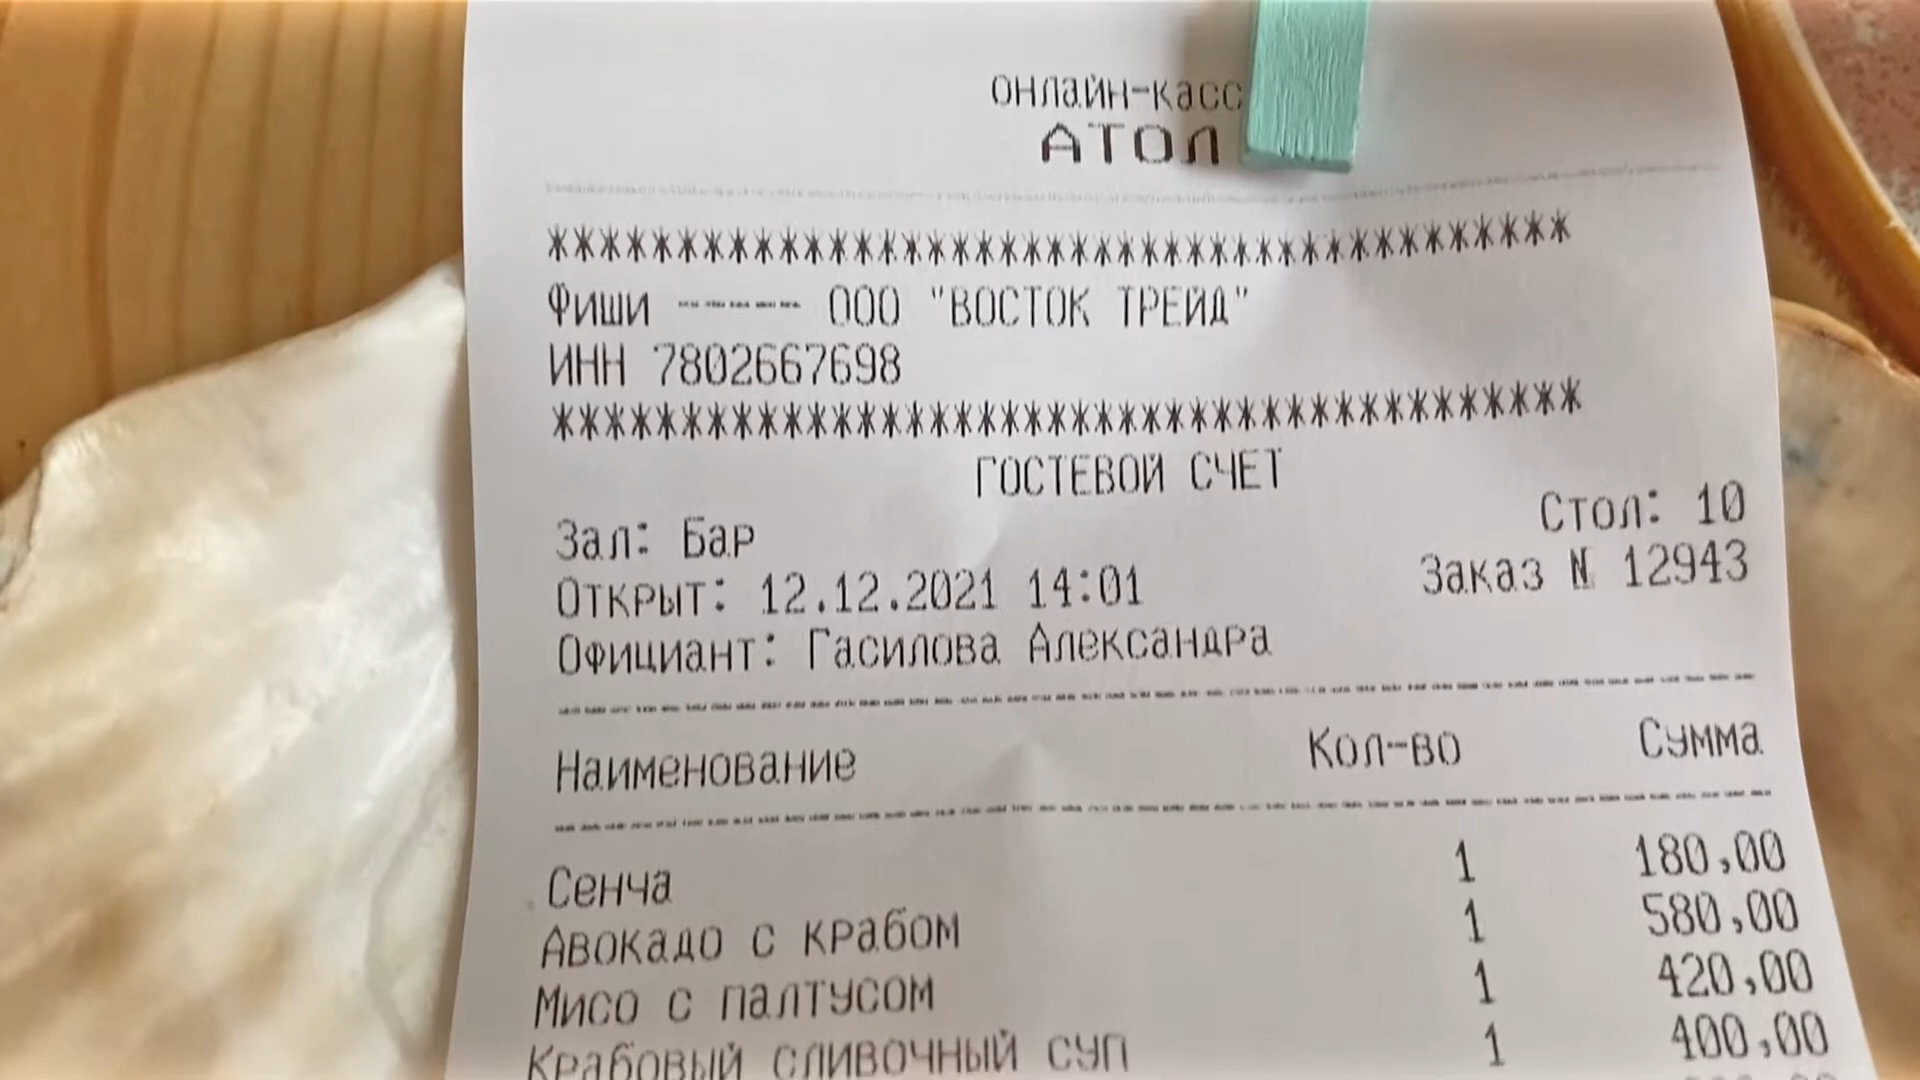 ОНЛАЙН-КАСС
АТОЛ
****************************************
Фиши ----- ООО "ВОСТОК ТРЕЙД"
ИНН 7802667698
****************************************
ГОСТЕВОЙ СЧЕТ
Зал: Бар Стол: 10
Открыт: 12.12.2021 14:01 Заказ № 12943
Официант: Гасилова Александра
Наименование Кол-во Сумма
Сенча 1 180,00
Авокадо с крабом 1 580,00
Мисо с палтусом 1 420,00
Крабовый сливочный суп 1 400,00